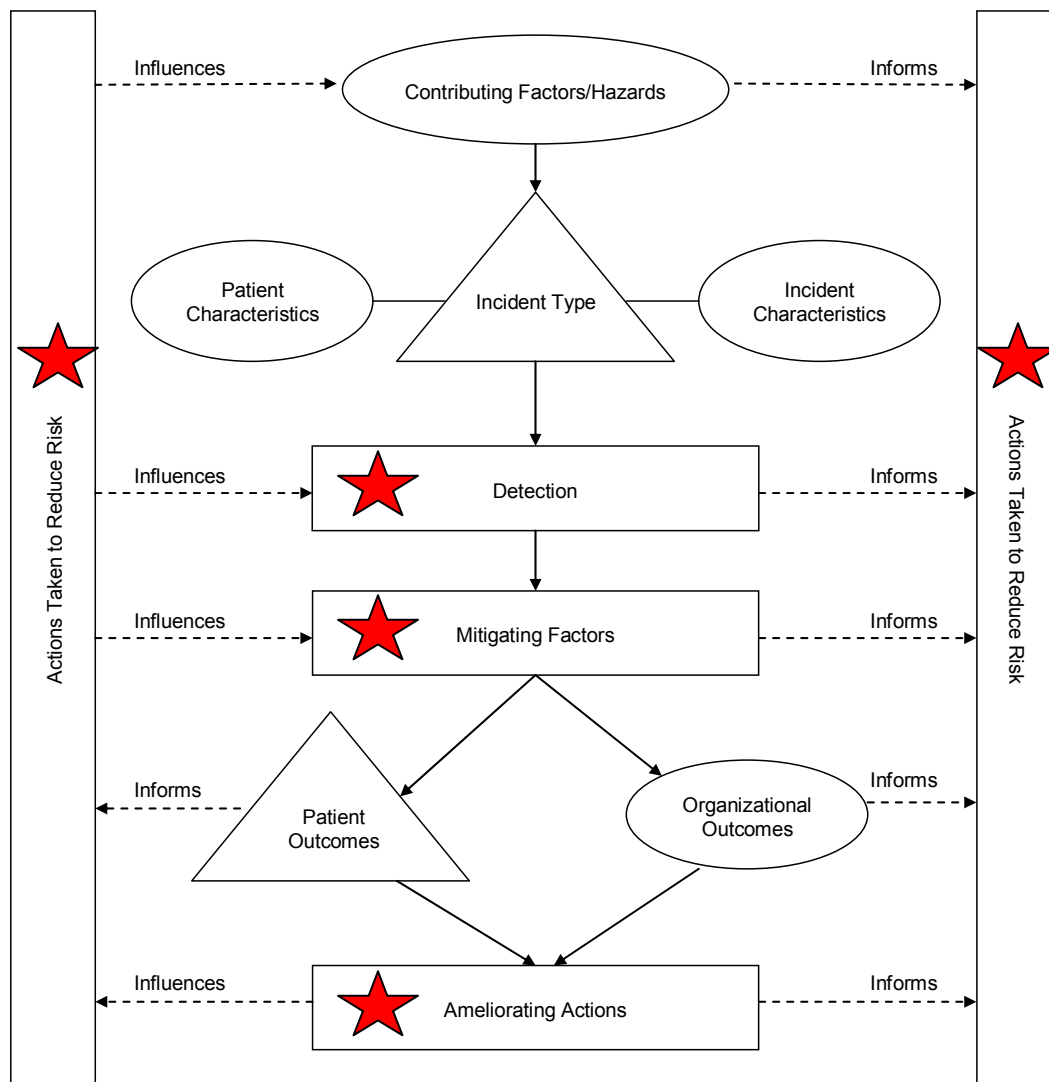 Influences
Informs
Contributing Factors/Hazards
Patient
Characteristics
Incident Type
Incident
Characteristics
Actions Taken to Reduce Risk
Actions Taken to Reduce Risk
Influences
Detection
Informs
Influences
Mitigating Factors
Informs
Informs
Patient
Outcomes
Organizational
Outcomes
Informs
Influences
Ameliorating Actions
Informs